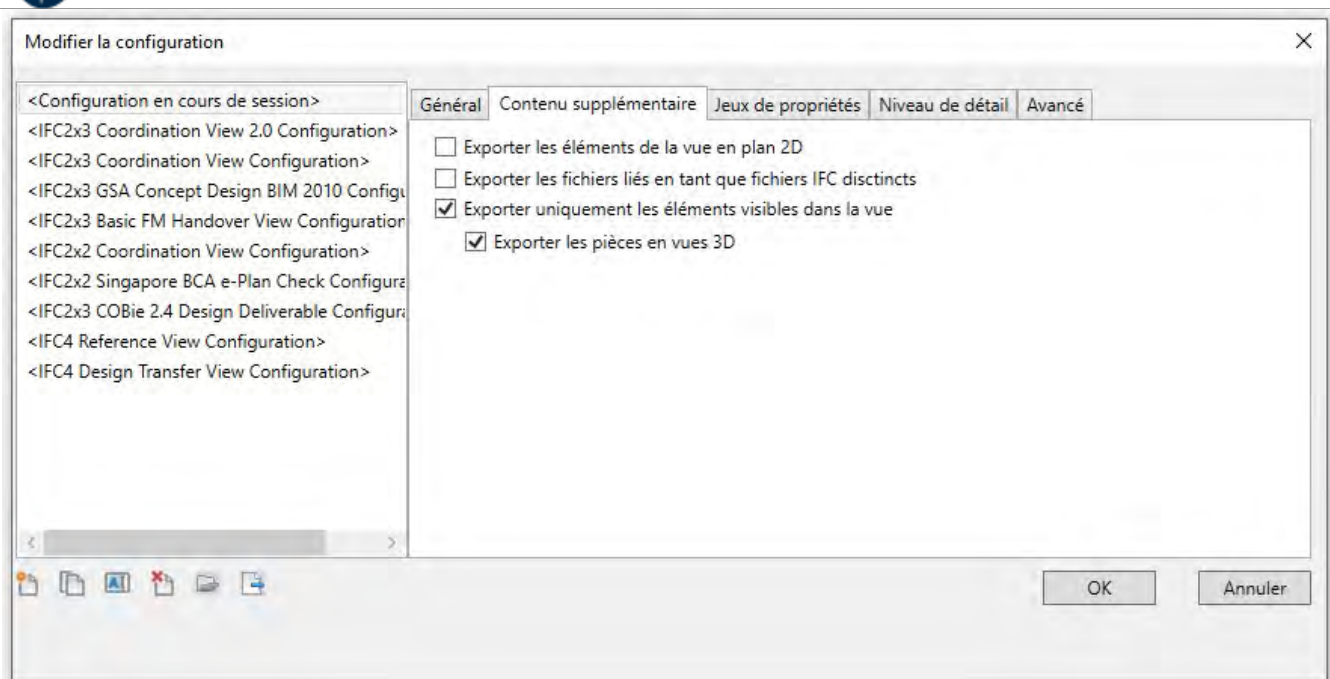 Modifier la configuration
<Configuration en cours de session>
<IFC2x3 Coordination View 2.0 Configuration>
<IFC2x3 Coordination View Configuration>
<IFC2x3 GSA Concept Design BIM 2010 Configu
<IFC2x3 Basic FM Handover View Configuration
<IFC2x2 Coordination View Configuration>
<IFC2x2 Singapore BCA e-Plan Check Configura
<IFC2x3 COBie 2.4 Design Deliverable Configura
<IFC4 Reference View Configuration>
<IFC4 Design Transfer View Configuration>
Général Contenu supplémentaire Jeux de propriétés Niveau de détail Avancé
Exporter les éléments de la vue en plan 2D
Exporter les fichiers liés en tant que fichiers IFC disctincts
Exporter uniquement les éléments visibles dans la vue
Exporter les pièces en vues 3D
OK Annuler